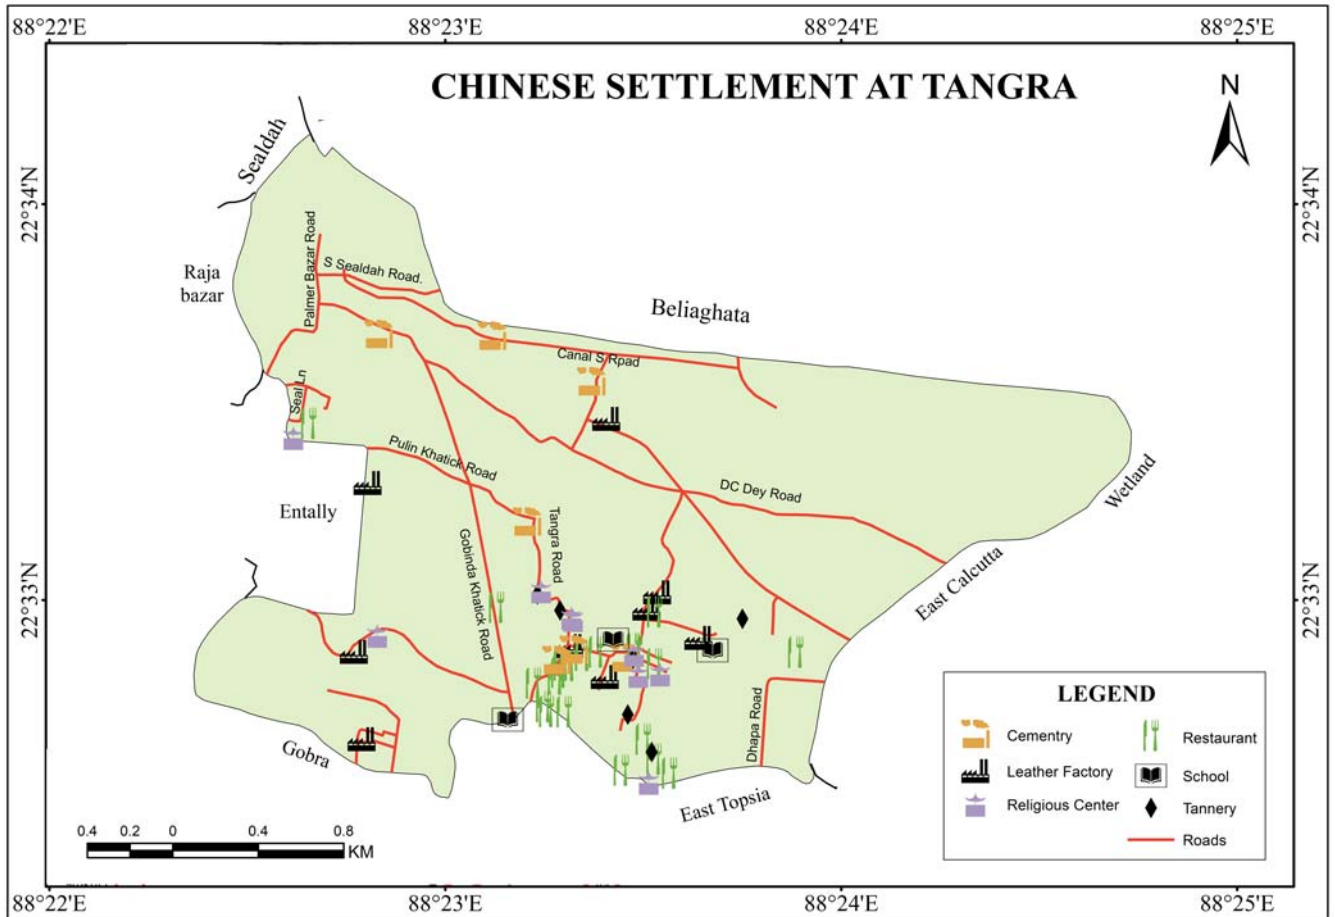 88°22'E 88°23'E 88°24'E 88°25'E
CHINESE SETTLEMENT AT TANGRA
N
22°34'N
22°34'N
Sealdah
Raja
bazar
Palmer Bazar Road
S Sealdah Road.
Beliaghata
Canal S Rpad
Seal Ln
Pulin Khatick Road
Entally
DC Dey Road
Wetland
Tangra Road
Gobinda Khatick Road
East Calcutta
22°33'N
22°33'N
Dhapa Road
Gobra
East Topsia
LEGEND
Cementry
Leather Factory
Religious Center
Restaurant
School
Tannery
Roads
0.4 0.2 0 0.4 0.8
KM
88°22'E 88°23'E 88°24'E 88°25'E